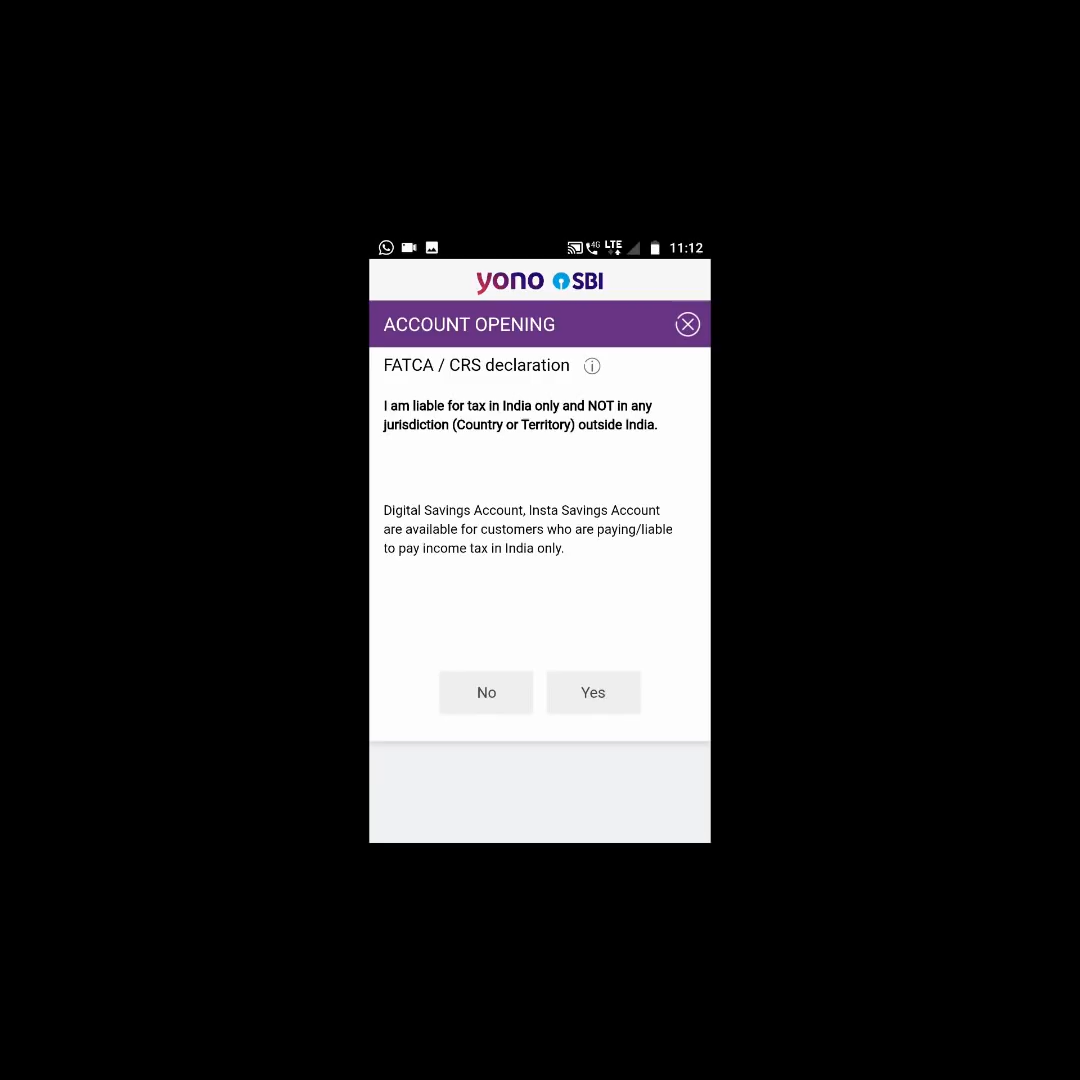 4G LTE 11:12
yono SBI
ACCOUNT OPENING
FATCA / CRS declaration
I am liable for tax in India only and NOT in any
jurisdiction (Country or Territory) outside India.
Digital Savings Account, Insta Savings Account
are available for customers who are paying/liable
to pay income tax in India only.
No Yes